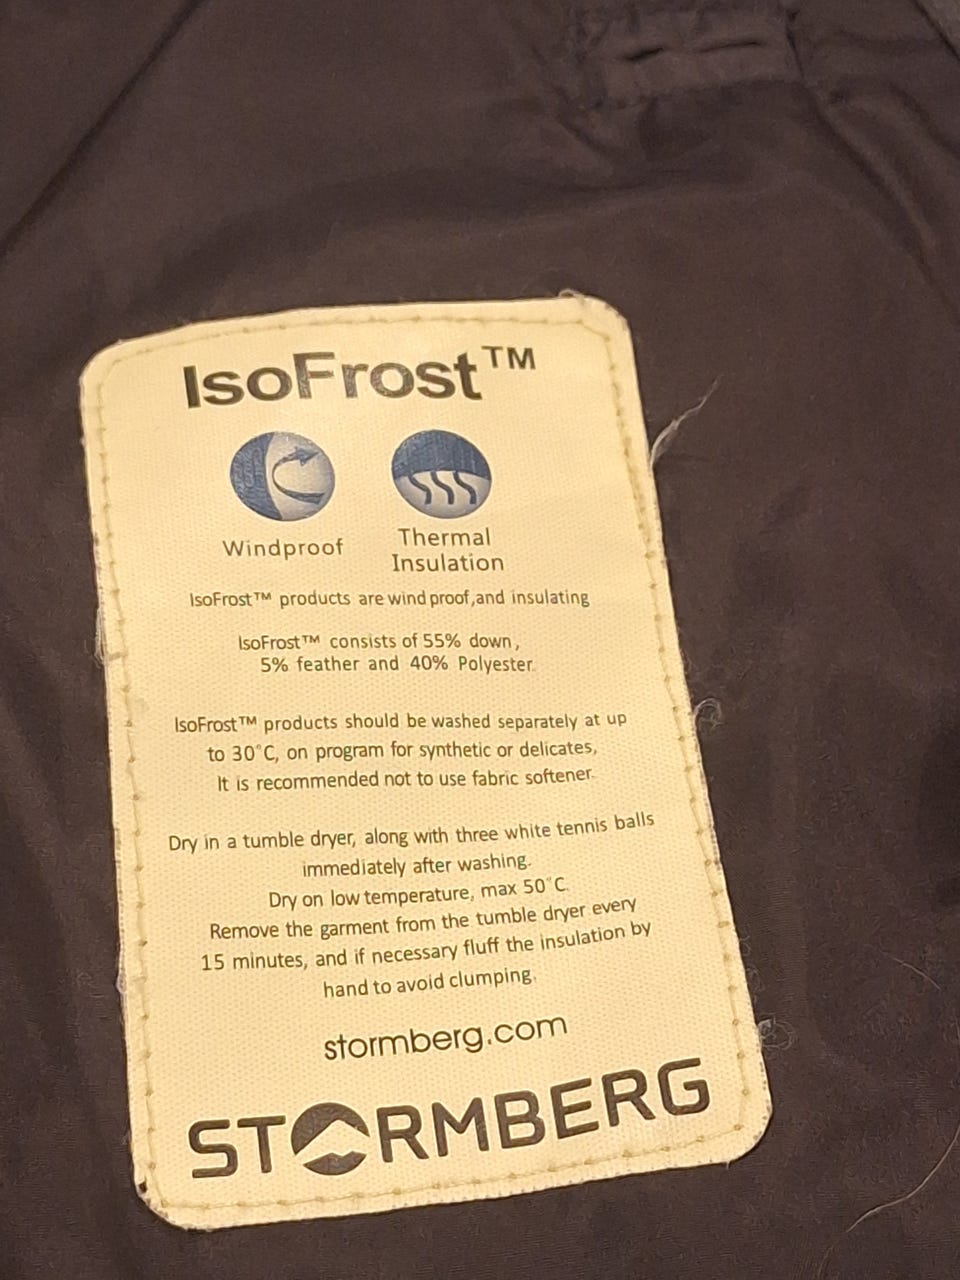 IsoFrost™
Windproof
Thermal
Insulation
IsoFrost™ products are wind proof,and insulating
IsoFrost™ consists of 55% down,
5% feather and 40% Polyester.
IsoFrost™ products should be washed separately at up
to 30°C, on program for synthetic or delicates,
It is recommended not to use fabric softener.
Dry in a tumble dryer, along with three white tennis balls
immediately after washing.
Dry on low temperature, max 50°C.
Remove the garment from the tumble dryer every
15 minutes, and if necessary fluff the insulation by
hand to avoid clumping.
stormberg.com
STORMBERG